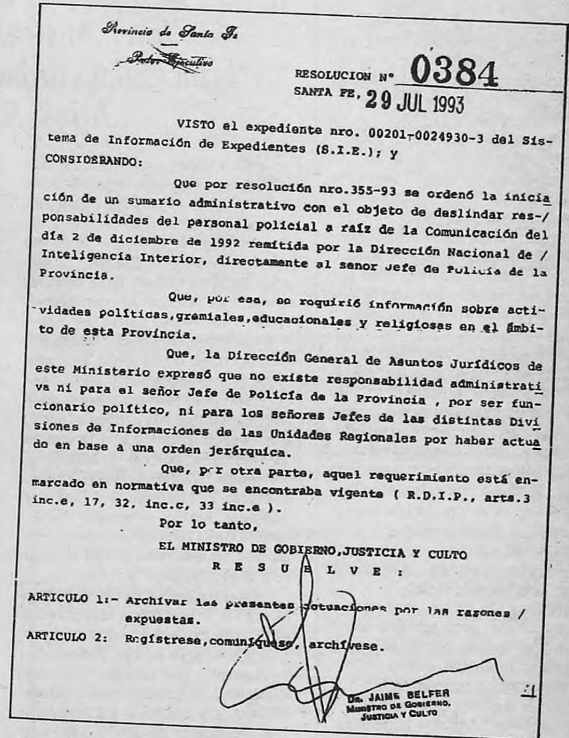 Provincia de Santa Fe
Poder Ejecutivo
RESOLUCION N° 0384
SANTA FE, 29 JUL 1993
VISTO el expediente nro. 00201-0024930-3 del Sis-
tema de Información de Expedientes (S.I.E.); y
CONSIDERANDO:
Que por resolución nro.355-93 se ordenó la inicia
ción de un sumario administrativo con el objeto de deslindar res-/
ponsabilidades del personal policial a raíz de la Comunicación del
día 2 de diciembre de 1992 remitida por la Dirección Nacional de /
Inteligencia Interior, directamente al señor Jefe de Policía de la
Provincia.
Que, por esa, se requirió información sobre acti-
vidades políticas,gremiales,educacionales y religiosas en el ámbi-
to de esta Provincia.
Que, la Dirección General de Asuntos Jurídicos de
este Ministerio expresó que no existe responsabilidad administrati
va ni para el señor Jefe de Policía de la Provincia , por ser fun-
cionario político, ni para los señores Jefes de las distintas Divi
siones de Informaciones de las Unidades Regionales por haber actua
do en base a una orden jerárquica.
Que, por otra parte, aquel requerimiento está en-
marcado en normativa que se encontraba vigente ( R.D.I.P., arts.3
inc.e, 17, 32, inc.c, 33 inc.a ).
Por lo tanto,
EL MINISTRO DE GOBIERNO,JUSTICIA Y CULTO
R E S U E L V E :
ARTICULO 1:- Archivar las presentes actuaciones por las razones /
expuestas.
ARTICULO 2: Regístrese,comuníquese, archívese.
DR. JAIME BELFER
MINISTRO DE GOBIERNO,
JUSTICIA Y CULTO